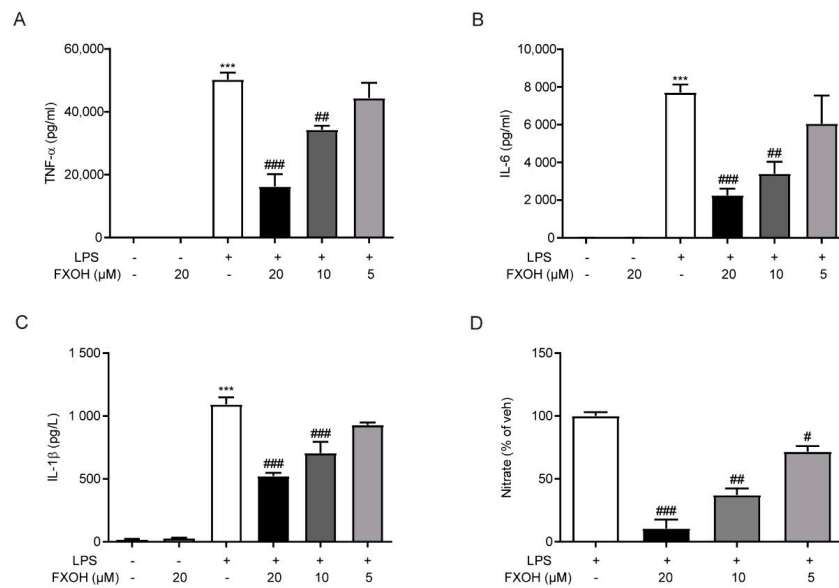 A
60,000
40,000
20,000
0
TNF-α (pg/ml)
***
###
##
LPS - - + + + +
FXOH (μM) - 20 - 20 10 5
B
10,000
8 000
6 000
4 000
2 000
0
IL-6 (pg/ml)
***
###
##
LPS - - + + + +
FXOH (μM) - 20 - 20 10 5
C
1 500
1 000
500
0
IL-1β (pg/L)
***
###
###
LPS - - + + + +
FXOH (μM) - 20 - 20 10 5
D
150
100
50
0
Nitrate (% of veh)
###
##
#
LPS + + + +
FXOH (μM) - 20 10 5